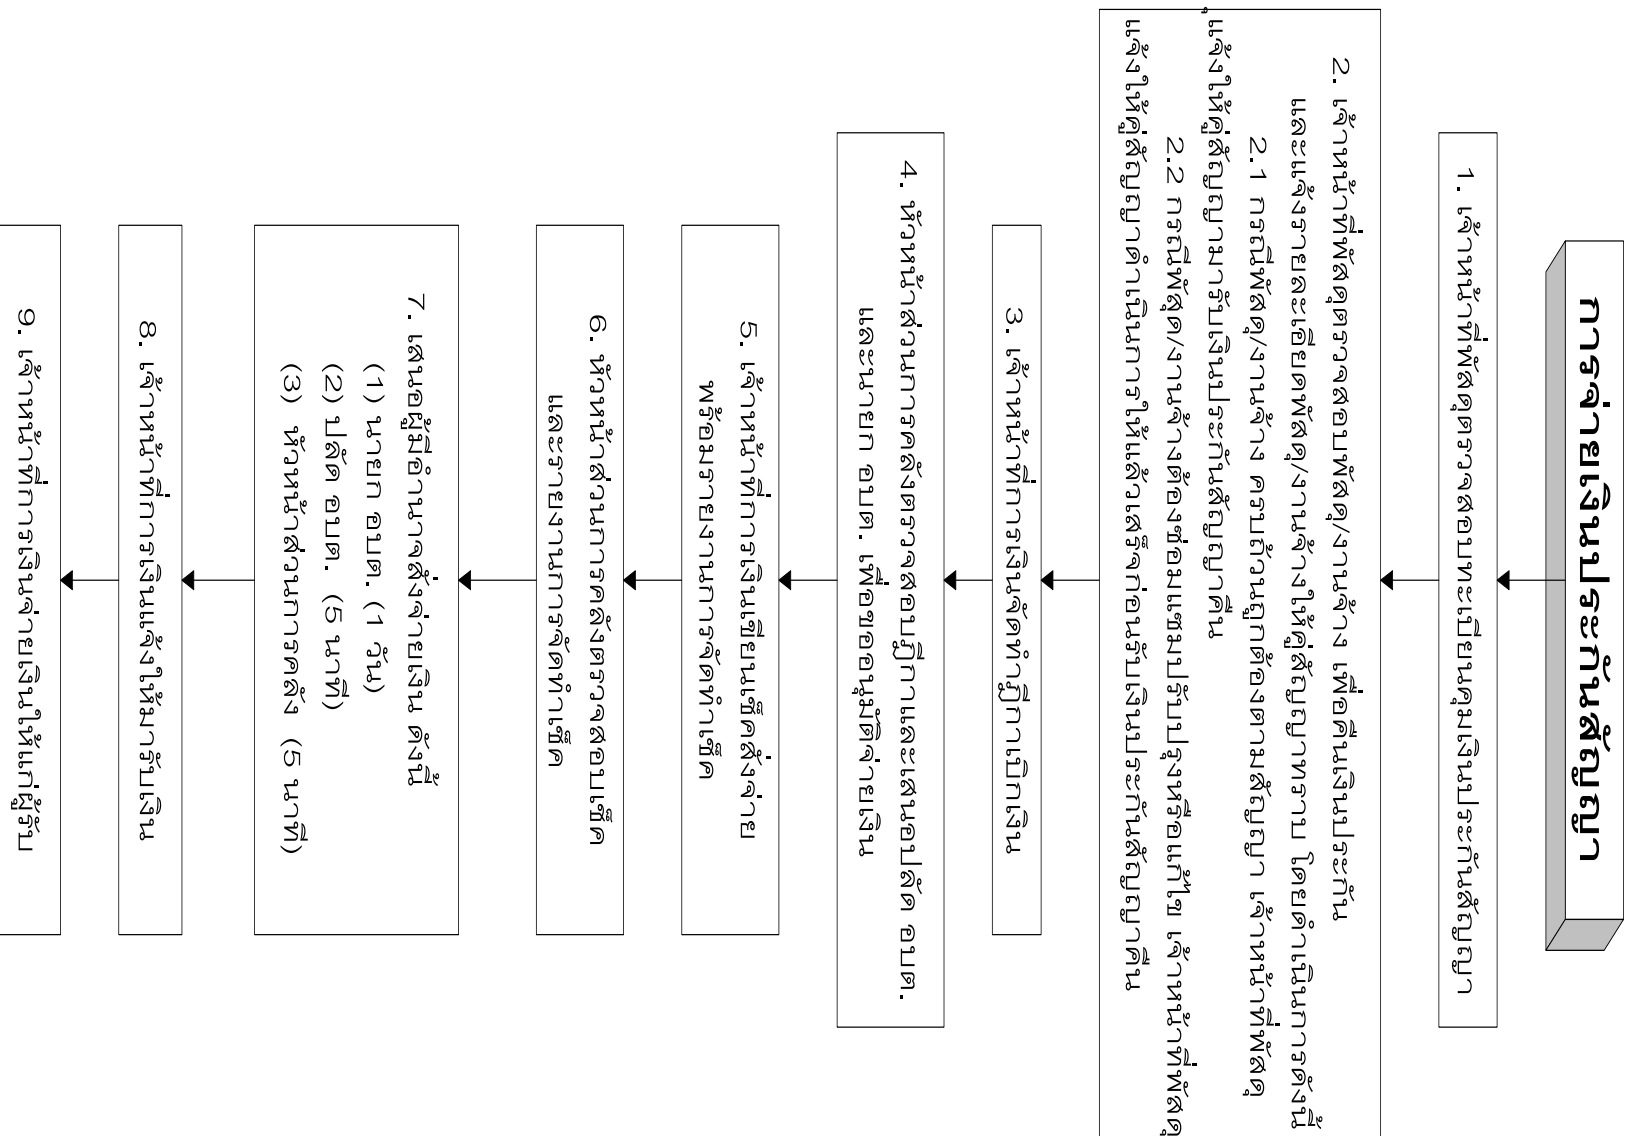 การจ่ายเงินประกันสัญญา
1. เจ้าหน้าที่พัสดุตรวจสอบทะเบียนคุมเงินประกันสัญญา
2. เจ้าหน้าที่พัสดุตรวจสอบพัสดุ/งานจ้าง เพื่อคืนเงินประกัน
และแจ้งรายละเอียดพัสดุ/งานจ้างให้คู่สัญญาทราบ โดยดำเนินการดังนี้
2.1 กรณีพัสดุ/งานจ้าง ครบถ้วนถูกต้องตามสัญญา เจ้าหน้าที่พัสดุ
แจ้งให้คู่สัญญามารับเงินประกันสัญญาคืน
2.2 กรณีพัสดุ/งานจ้างต้องซ่อมแซมปรับปรุงหรือแก้ไข เจ้าหน้าที่พัสดุ
แจ้งให้คู่สัญญาดำเนินการให้แล้วเสร็จก่อนรับเงินประกันสัญญาคืน
3. เจ้าหน้าที่การเงินจัดทำฎีกาเบิกเงิน
4. หัวหน้าส่วนการคลังตรวจสอบฎีกาและเสนอปลัด อบต.
และนายก อบต. เพื่อขออนุมัติจ่ายเงิน
5. เจ้าหน้าที่การเงินเขียนเช็คสั่งจ่าย
พร้อมรายงานการจัดทำเช็ค
6. หัวหน้าส่วนการคลังตรวจสอบเช็ค
และรายงานการจัดทำเช็ค
7. เสนอผู้มีอำนาจสั่งจ่ายเงิน ดังนี้
(1) นายก อบต. (1 วัน)
(2) ปลัด อบต. (5 นาที)
(3) หัวหน้าส่วนการคลัง (5 นาที)
8. เจ้าหน้าที่การเงินแจ้งให้มารับเงิน
9. เจ้าหน้าที่การเงินจ่ายเงินให้แก่ผู้รับ